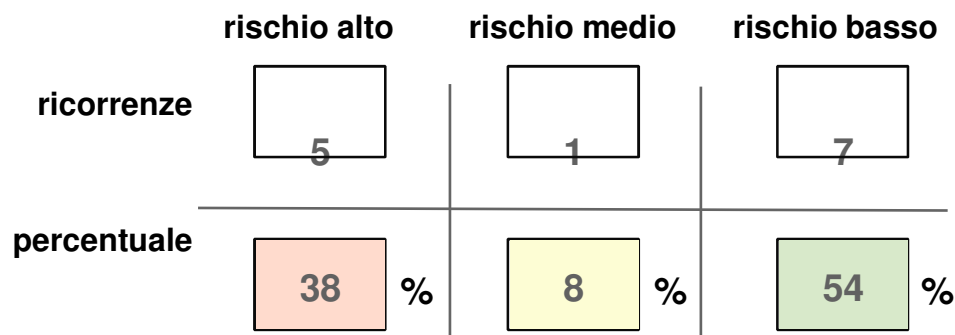 rischio alto rischio medio rischio basso
ricorrenze
5 1 7
percentuale
38 % 8 % 54 %